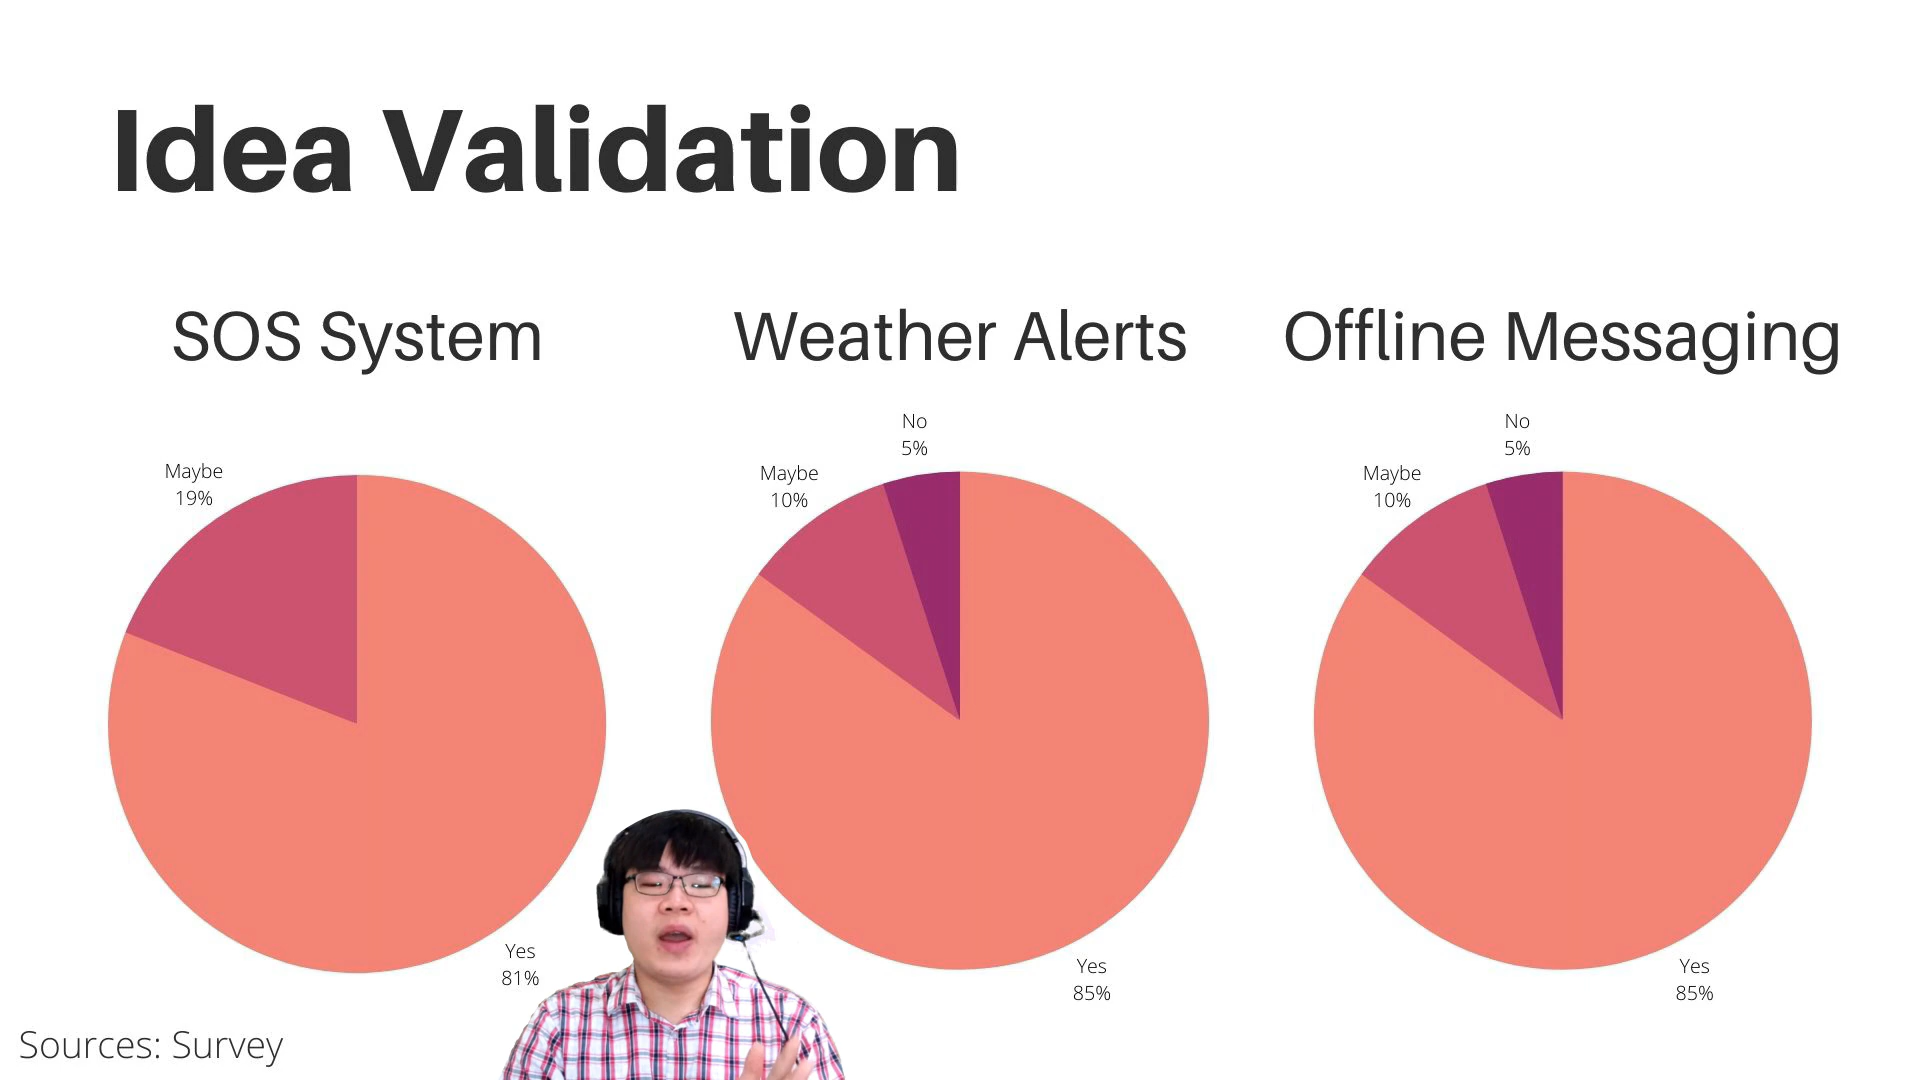 Idea Validation
SOS System
Weather Alerts
Offline Messaging
Maybe
19%
Yes
81%
No
5%
Maybe
10%
Yes
85%
No
5%
Maybe
10%
Yes
85%
Sources: Survey